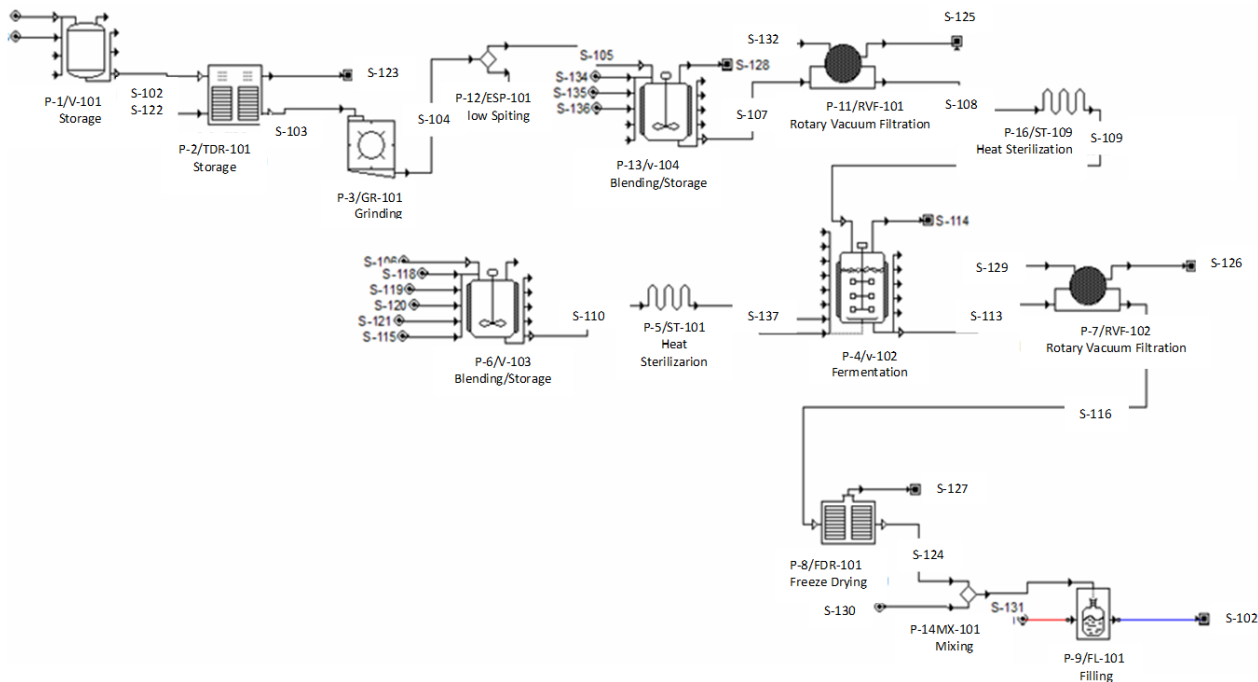 S-125
S-132
S-105
S-134
S-135
S-136
S-128
S-123
S-102
S-122
P-1/V-101
Storage
P-12/ESP-101
low Spiting
S-104
S-103
P-2/TDR-101
Storage
P-3/GR-101
Grinding
S-107
P-11/RVF-101
Rotary Vacuum Filtration
S-108
P-16/ST-109
Heat Sterilization
S-109
P-13/v-104
Blending/Storage
S-114
S-118
S-119
S-120
S-121
S-115
S-110
P-6/V-103
Blending/Storage
P-5/ST-101
Heat
Sterilizarion
S-137
P-4/v-102
Fermentation
S-129
S-113
S-126
P-7/RVF-102
Rotary Vacuum Filtration
S-116
S-127
P-8/FDR-101
Freeze Drying
S-124
S-130
S-131
P-14MX-101
Mixing
S-102
P-9/FL-101
Filling